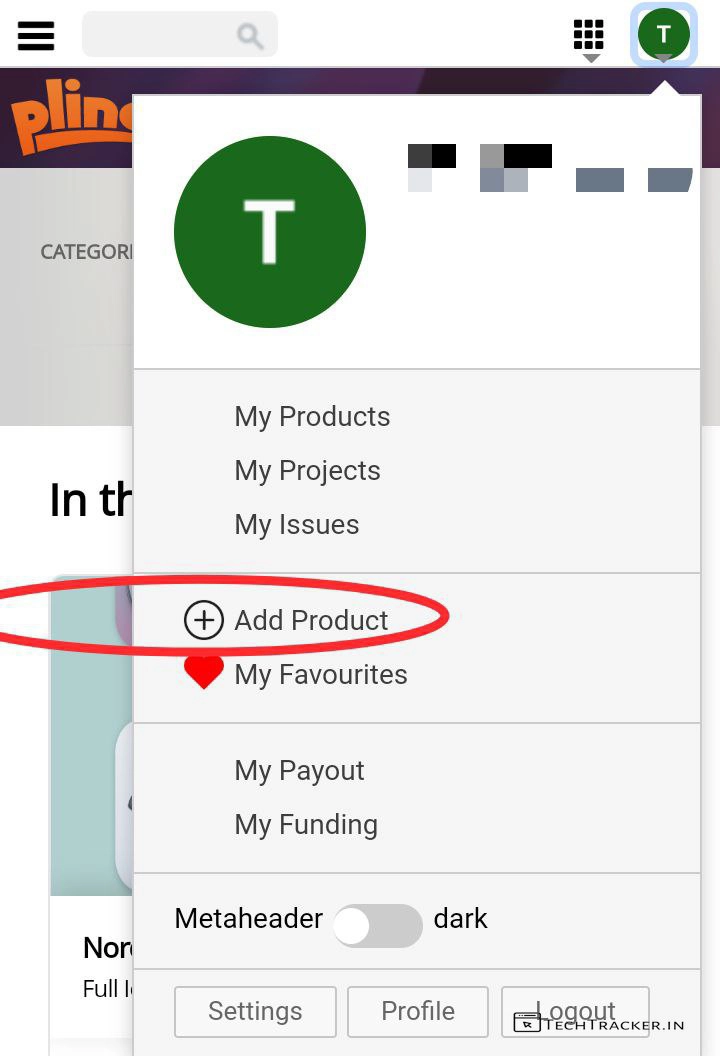 T
pling
CATEGORI
T
My Products
My Projects
My Issues
In th
Add Product
My Favourites
My Payout
My Funding
Metaheader dark
Nor
Full l
Settings Profile Logout
TECHTRACKER.IN